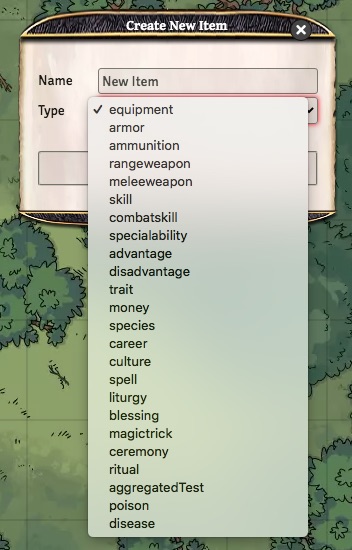 Create New Item
Name New Item
Type ✓ equipment
armor
ammunition
rangeweapon
meleeweapon
skill
combatskill
specialability
advantage
disadvantage
trait
money
species
career
culture
spell
liturgy
blessing
magictrick
ceremony
ritual
aggregatedTest
poison
disease